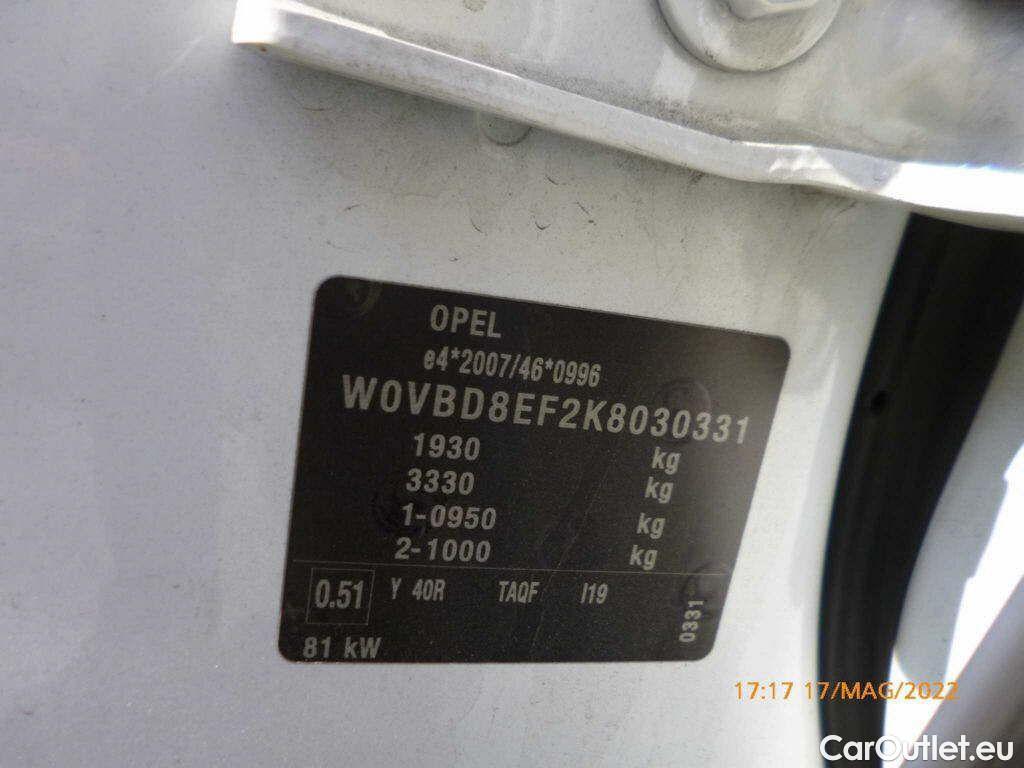 OPEL
e4*2007/46*0996
W0VBD8EF2K8030331
1930 kg
3330 kg
1-0950 kg
2-1000 kg
0.51 Y 40R TAQF I19
0331
81 kW
17:17 17/MAG/2022
CarOutlet.eu